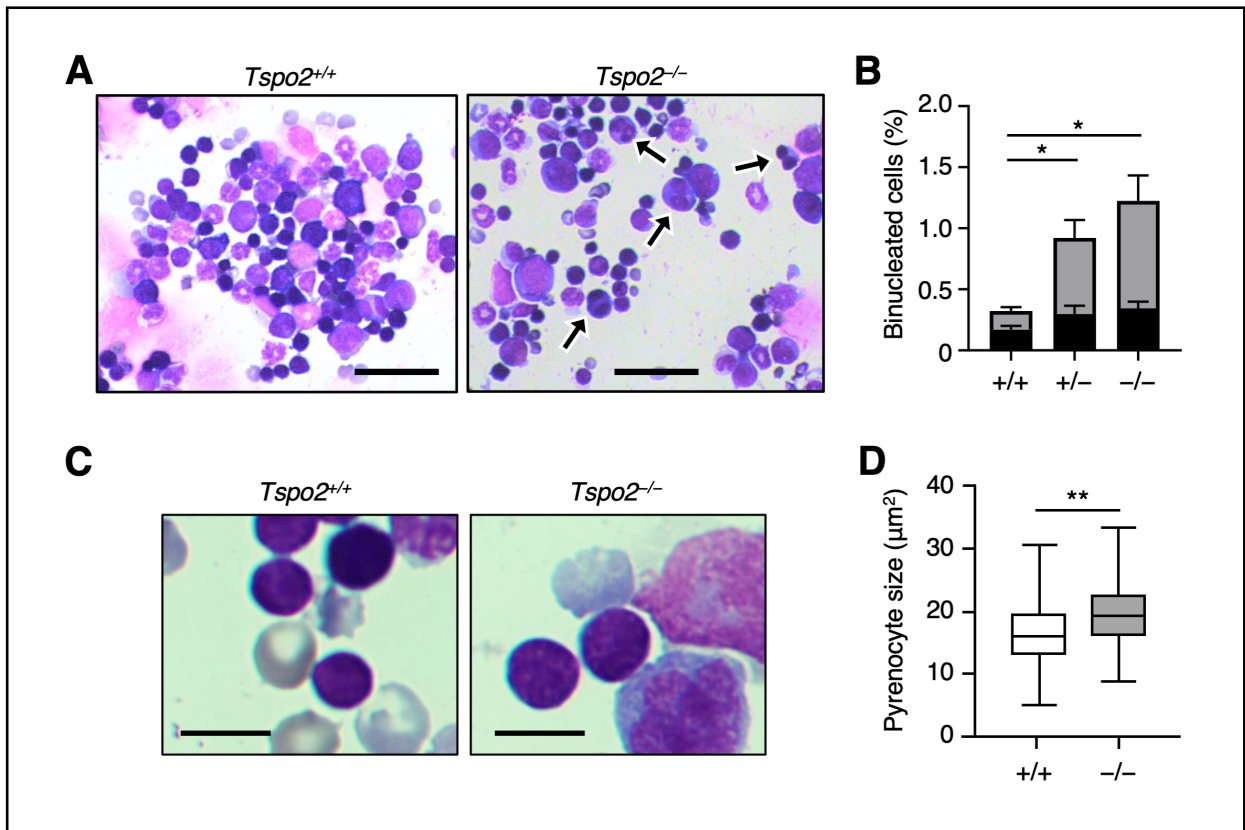 A
Tspo2+/+
Tspo2–/–
B
Binucleated cells (%)
2.0
1.5
1.0
0.5
0
*
*
+/+ +/– –/–
C
Tspo2+/+
Tspo2–/–
D
Pyrenocyte size (µm²)
40
30
20
10
0
**
+/+ –/–